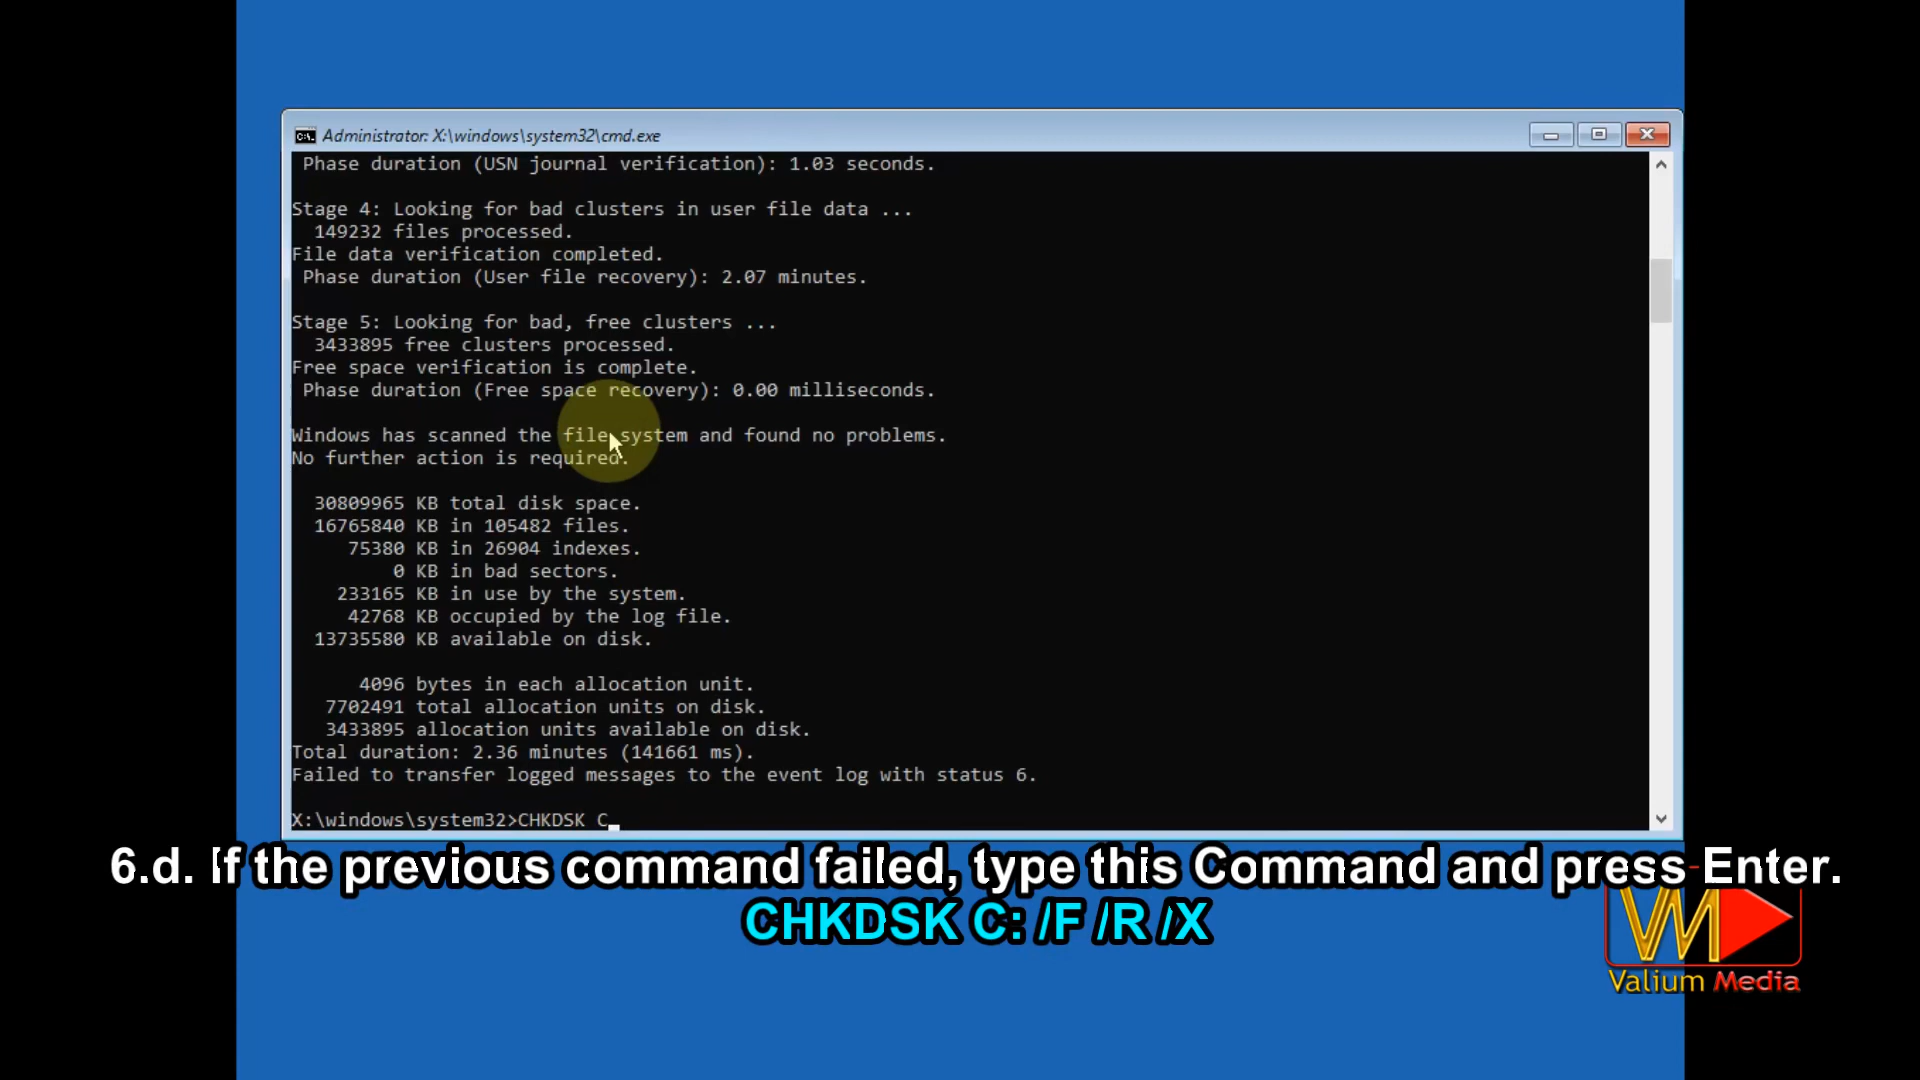 Administrator: X:\windows\system32\cmd.exe
Phase duration (USN journal verification): 1.03 seconds.
Stage 4: Looking for bad clusters in user file data ...
149232 files processed.
File data verification completed.
Phase duration (User file recovery): 2.07 minutes.
Stage 5: Looking for bad, free clusters ...
3433895 free clusters processed.
Free space verification is complete.
Phase duration (Free space recovery): 0.00 milliseconds.
Windows has scanned the file system and found no problems.
No further action is required.
30809965 KB total disk space.
16765840 KB in 105482 files.
75380 KB in 26904 indexes.
0 KB in bad sectors.
233165 KB in use by the system.
42768 KB occupied by the log file.
13735580 KB available on disk.
4096 bytes in each allocation unit.
7702491 total allocation units on disk.
3433895 allocation units available on disk.
Total duration: 2.36 minutes (141661 ms).
Failed to transfer logged messages to the event log with status 6.
X:\windows\system32>CHKDSK C_
6.d. If the previous command failed, type this Command and press Enter.
CHKDSK C: /F /R /X
VM
Valium Media